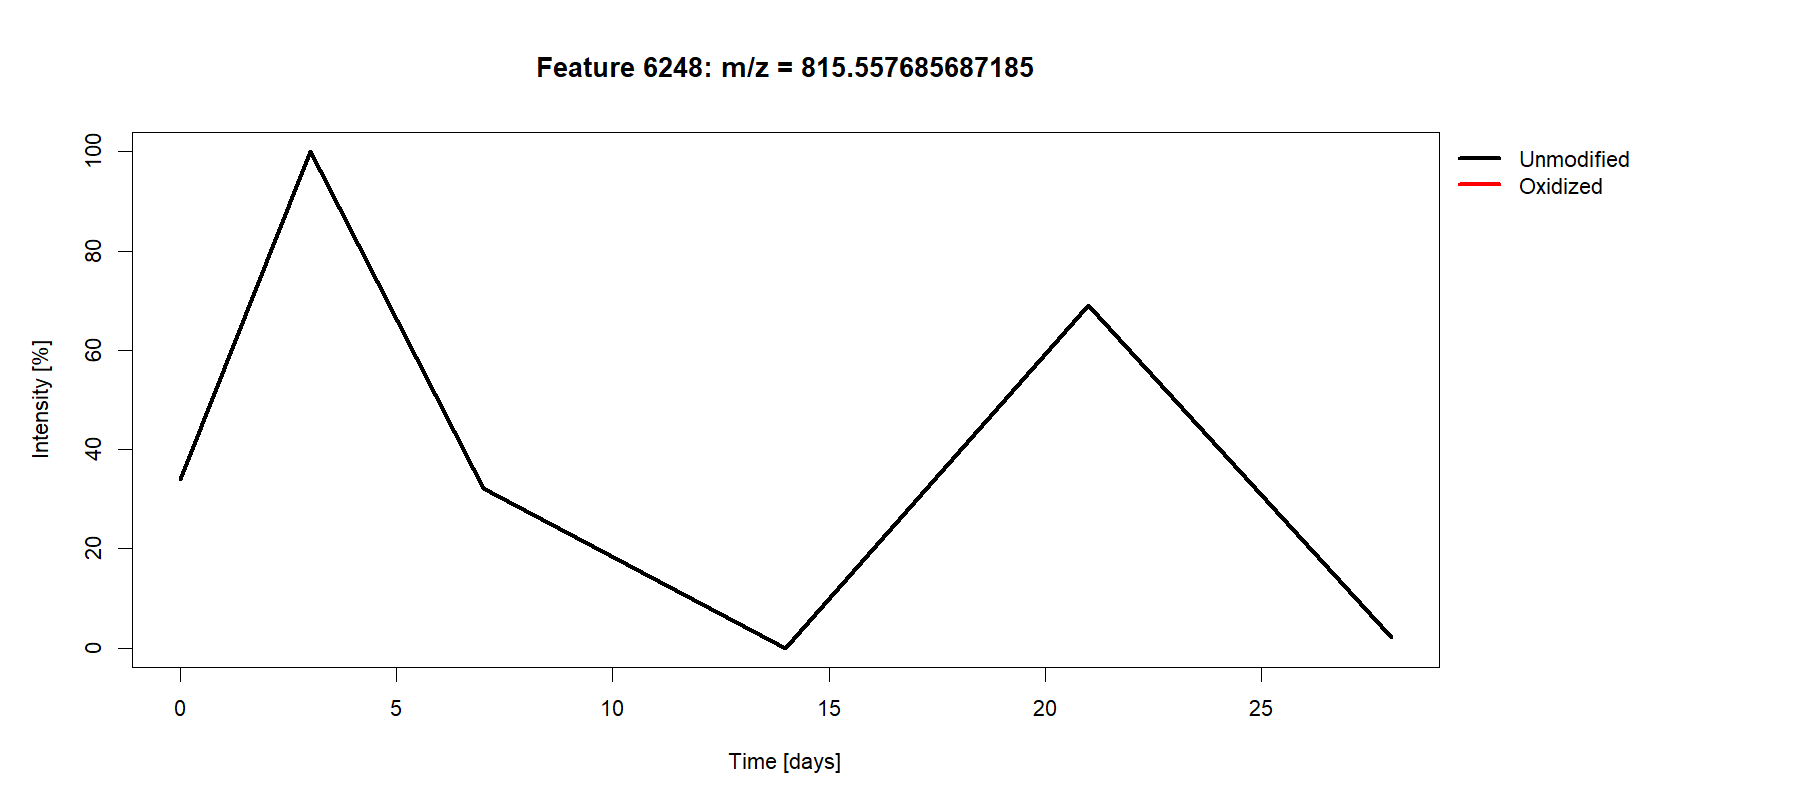 Feature 6248: m/z = 815.557685687185
Unmodified
Oxidized
Intensity [%]
100
80
60
40
20
0
0 5 10 15 20 25
Time [days]